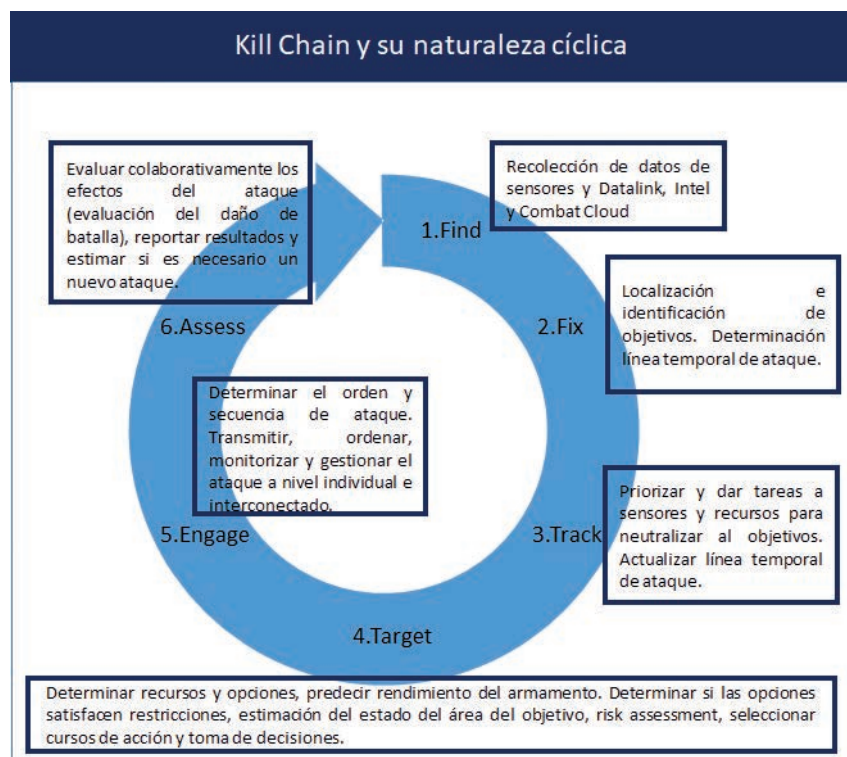 Kill Chain y su naturaleza cíclica
Evaluar colaborativamente los
efectos del ataque
(evaluación del daño de
batalla), reportar resultados y
estimar si es necesario un
nuevo ataque.
Recolección de datos de
sensores y Datalink, Intel
y Combat Cloud
1.Find
Localización e
identificación de
objetivos. Determinación
línea temporal de ataque.
2.Fix
6.Assess
Determinar el orden y
secuencia de ataque.
Transmitir, ordenar,
monitorizar y gestionar el
ataque a nivel individual e
interconectado.
Priorizar y dar tareas a
sensores y recursos para
neutralizar al objetivos.
Actualizar línea temporal
de ataque.
3.Track
5.Engage
4.Target
Determinar recursos y opciones, predecir rendimiento del armamento. Determinar si las opciones
satisfacen restricciones, estimación del estado del área del objetivo, risk assessment, seleccionar
cursos de acción y toma de decisiones.